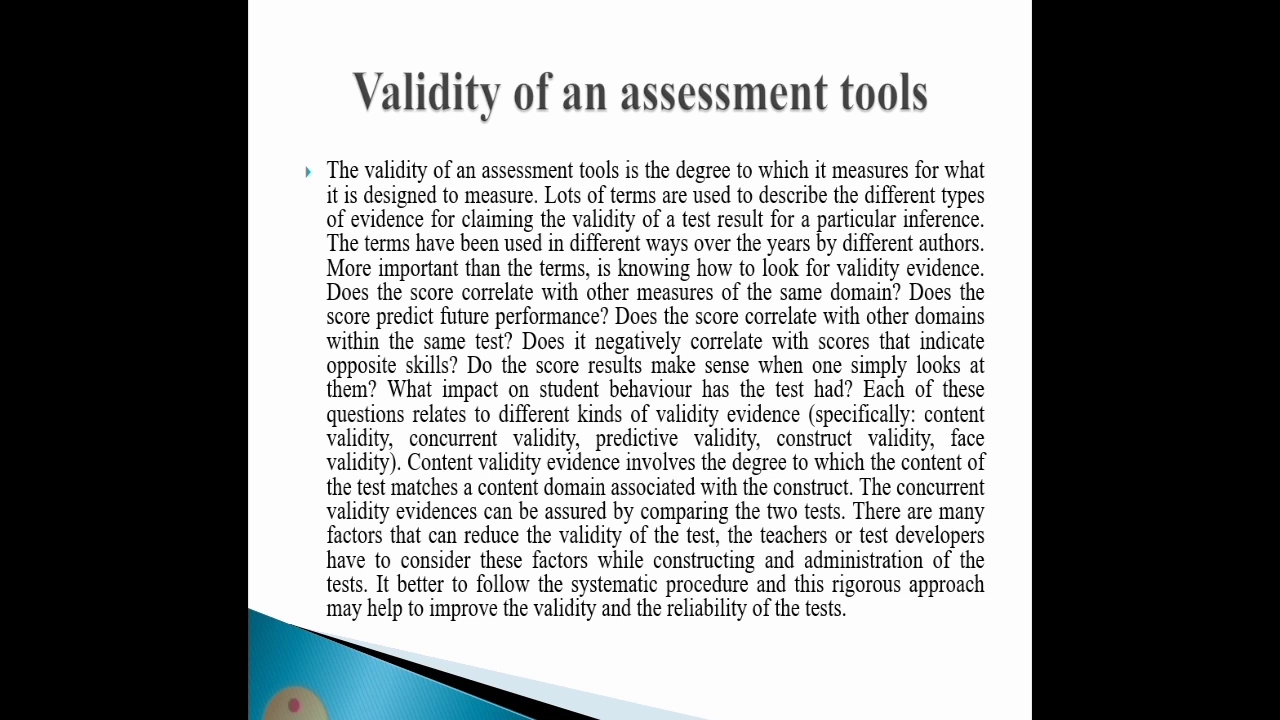 Validity of an assessment tools
The validity of an assessment tools is the degree to which it measures for what
it is designed to measure. Lots of terms are used to describe the different types
of evidence for claiming the validity of a test result for a particular inference.
The terms have been used in different ways over the years by different authors.
More important than the terms, is knowing how to look for validity evidence.
Does the score correlate with other measures of the same domain? Does the
score predict future performance? Does the score correlate with other domains
within the same test? Does it negatively correlate with scores that indicate
opposite skills? Do the score results make sense when one simply looks at
them? What impact on student behaviour has the test had? Each of these
questions relates to different kinds of validity evidence (specifically: content
validity, concurrent validity, predictive validity, construct validity, face
validity). Content validity evidence involves the degree to which the content of
the test matches a content domain associated with the construct. The concurrent
validity evidences can be assured by comparing the two tests. There are many
factors that can reduce the validity of the test, the teachers or test developers
have to consider these factors while constructing and administration of the
tests. It better to follow the systematic procedure and this rigorous approach
may help to improve the validity and the reliability of the tests.